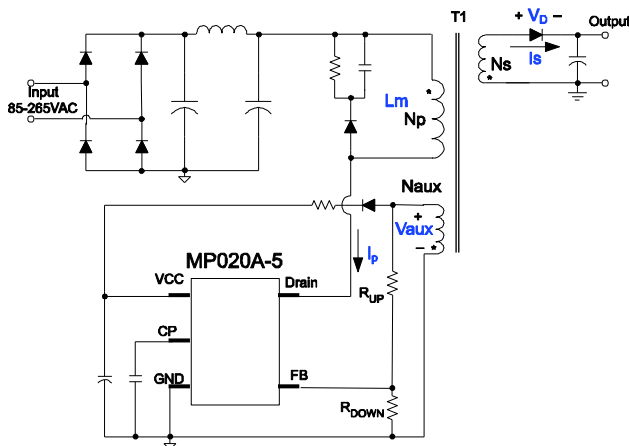 T1
+ VD –
Output
Is
Ns
*
Input
85-265VAC
Lm
*
Np
Naux
+
Vaux
–
*
Ip
MP020A-5
VCC
Drain
RUP
CP
GND
FB
RDOWN